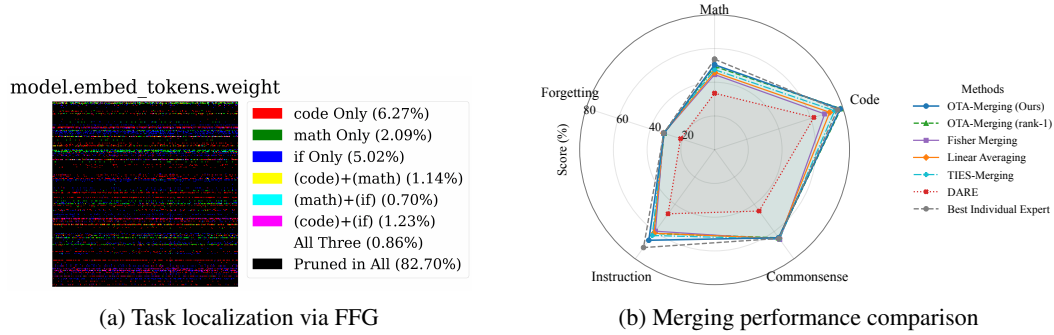 model.embed_tokens.weight
code Only (6.27%)
math Only (2.09%)
if Only (5.02%)
(code)+(math) (1.14%)
(math)+(if) (0.70%)
(code)+(if) (1.23%)
All Three (0.86%)
Pruned in All (82.70%)
(a) Task localization via FFG
Math
Code
Commonsense
Instruction
Forgetting
80
60
40
20
Score (%)
Methods
OTA-Merging (Ours)
OTA-Merging (rank-1)
Fisher Merging
Linear Averaging
TIES-Merging
DARE
Best Individual Expert
(b) Merging performance comparison